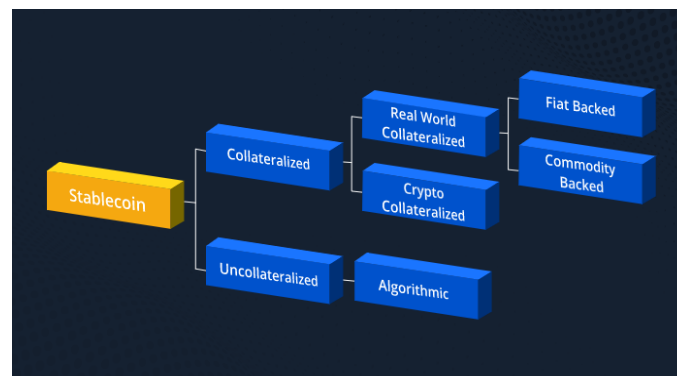 Stablecoin
Collateralized
Real World
Collateralized
Fiat Backed
Commodity
Backed
Crypto
Collateralized
Uncollateralized
Algorithmic